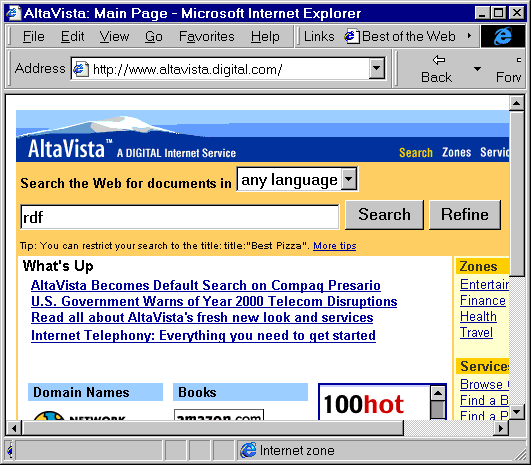 AltaVista: Main Page - Microsoft Internet Explorer
File Edit View Go Favorites Help Links Best of the Web
Address http://www.altavista.digital.com/ Back Forw
AltaVista™ A DIGITAL Internet Service Search Zones Servic
Search the Web for documents in any language
rdf Search Refine
Tip: You can restrict your search to the title: title:"Best Pizza". More tips
What's Up Zones
AltaVista Becomes Default Search on Compaq Presario Entertain
U.S. Government Warns of Year 2000 Telecom Disruptions Finance
Read all about AltaVista's fresh new look and services Health
Internet Telephony: Everything you need to get started Travel
Services
Domain Names Books Browse
100hot Find a B
NETWORK amazon.com Find a P
Internet zone